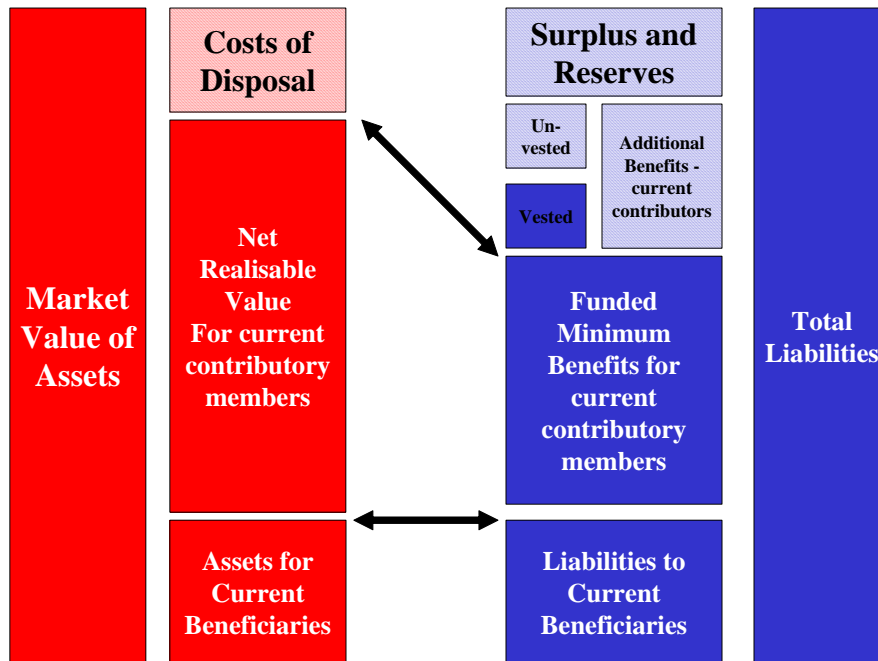 Market
Value of
Assets
Costs of
Disposal
Net
Realisable
Value
For current
contributory
members
Assets for
Current
Beneficiaries
Surplus and
Reserves
Un-
vested
Vested
Additional
Benefits -
current
contributors
Funded
Minimum
Benefits for
current
contributory
members
Liabilities to
Current
Beneficiaries
Total
Liabilities